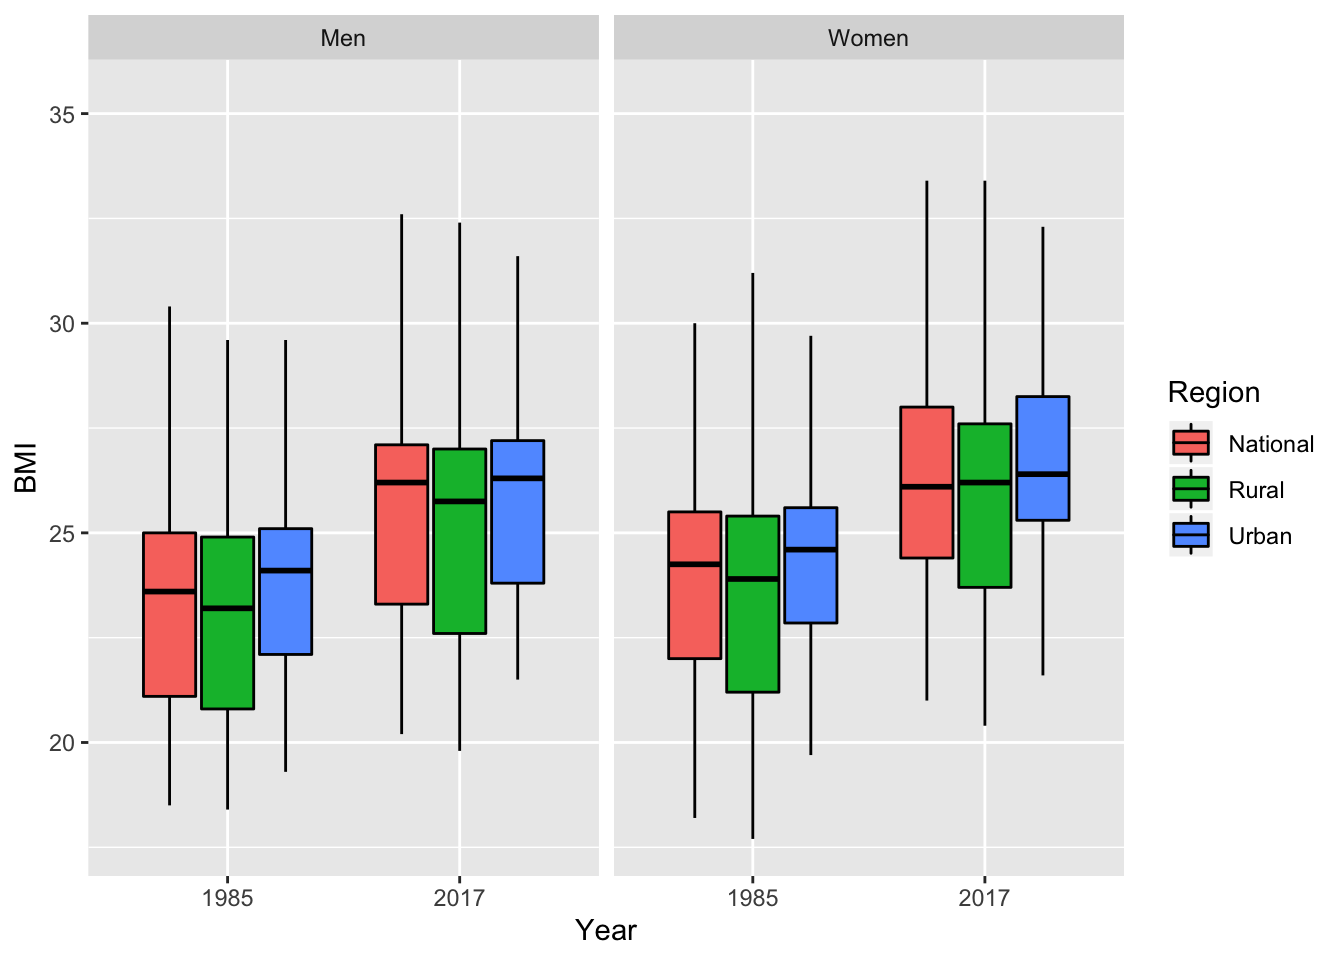 Men
Women
35
30
25
20
BMI
1985
2017
1985
2017
Year
Region
National
Rural
Urban